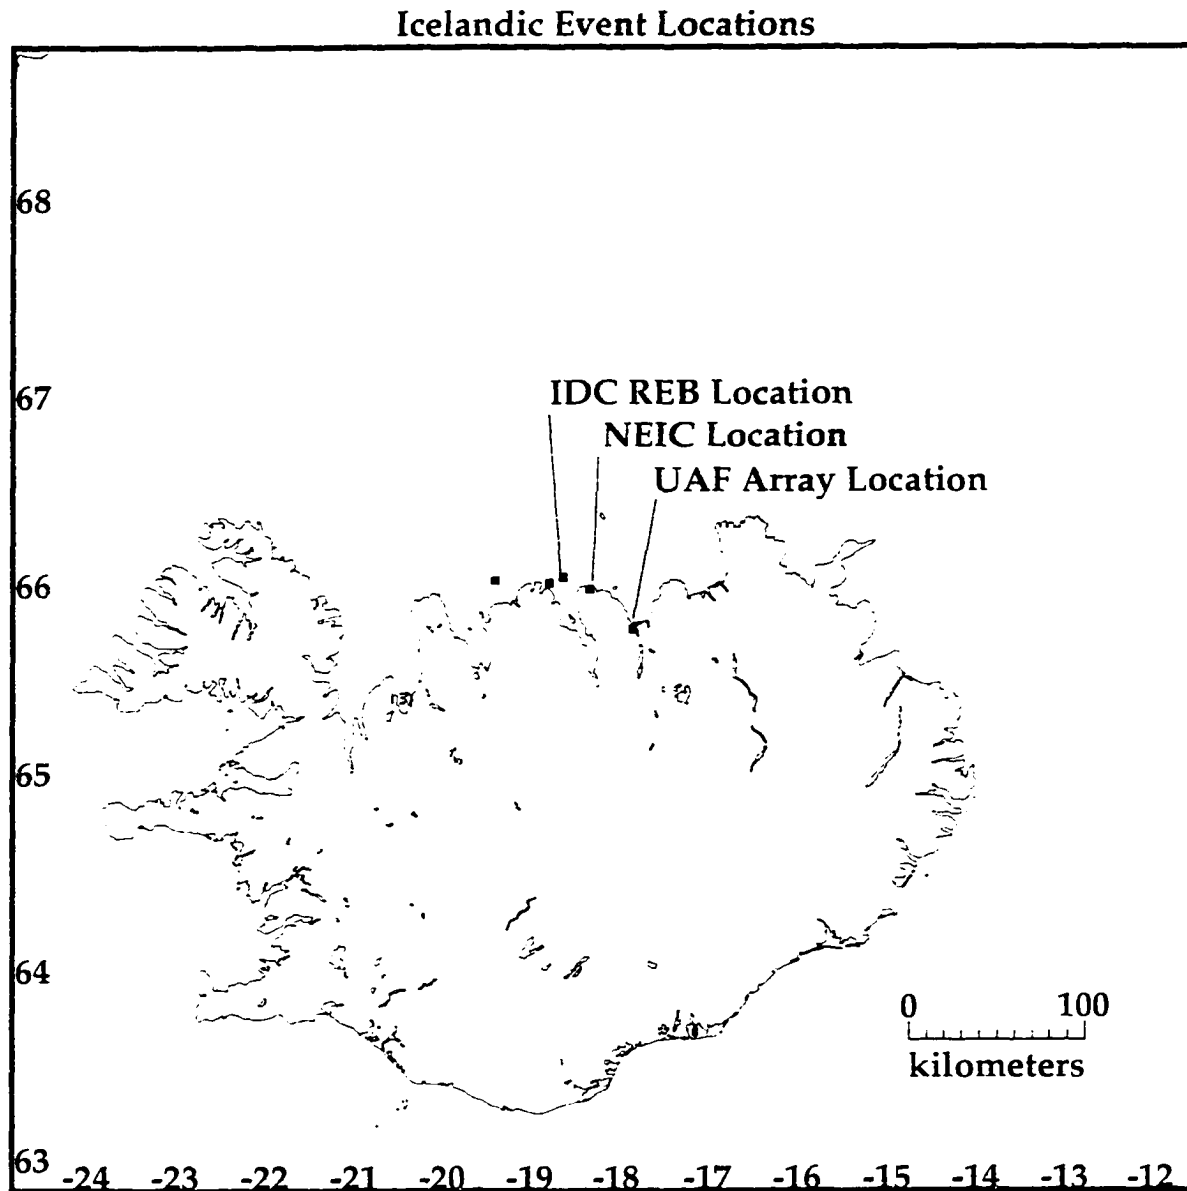 Icelandic Event Locations
68
67
IDC REB Location
NEIC Location
UAF Array Location
66
65
64
0 100
kilometers
63
-24 -23 -22 -21 -20 -19 -18 -17 -16 -15 -14 -13 -12